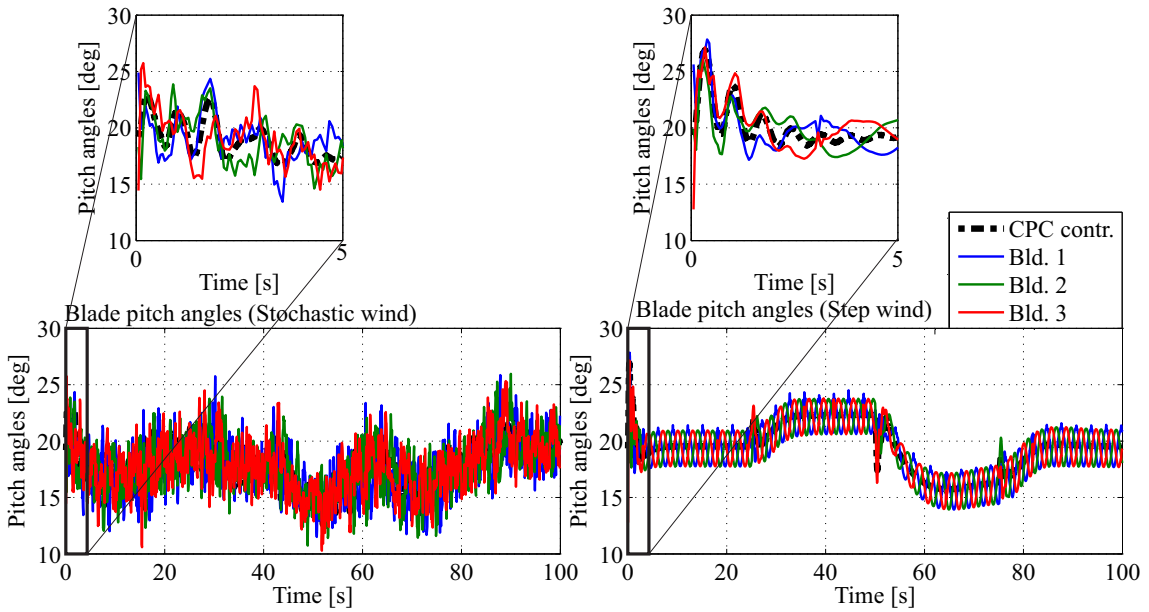 30
25
20
15
10
Pitch angles [deg]
0
5
Time [s]
30
25
20
15
10
Pitch angles [deg]
0
5
Time [s]
CPC contr.
Bld. 1
Bld. 2
Bld. 3
Blade pitch angles (Stochastic wind)
30
25
20
15
10
Pitch angles [deg]
0 20 40 60 80 100
Time [s]
Blade pitch angles (Step wind)
30
25
20
15
10
Pitch angles [deg]
0 20 40 60 80 100
Time [s]